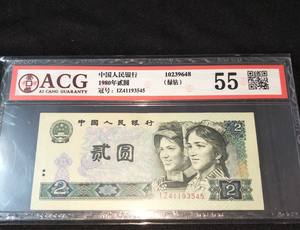 ACG
AI CANG GUARANTY
中国人民银行
1980年贰圆
冠号: IZ41193545
10239648
(绿钻)
55
中国人民银行
贰圆
2
2
IZ41193545